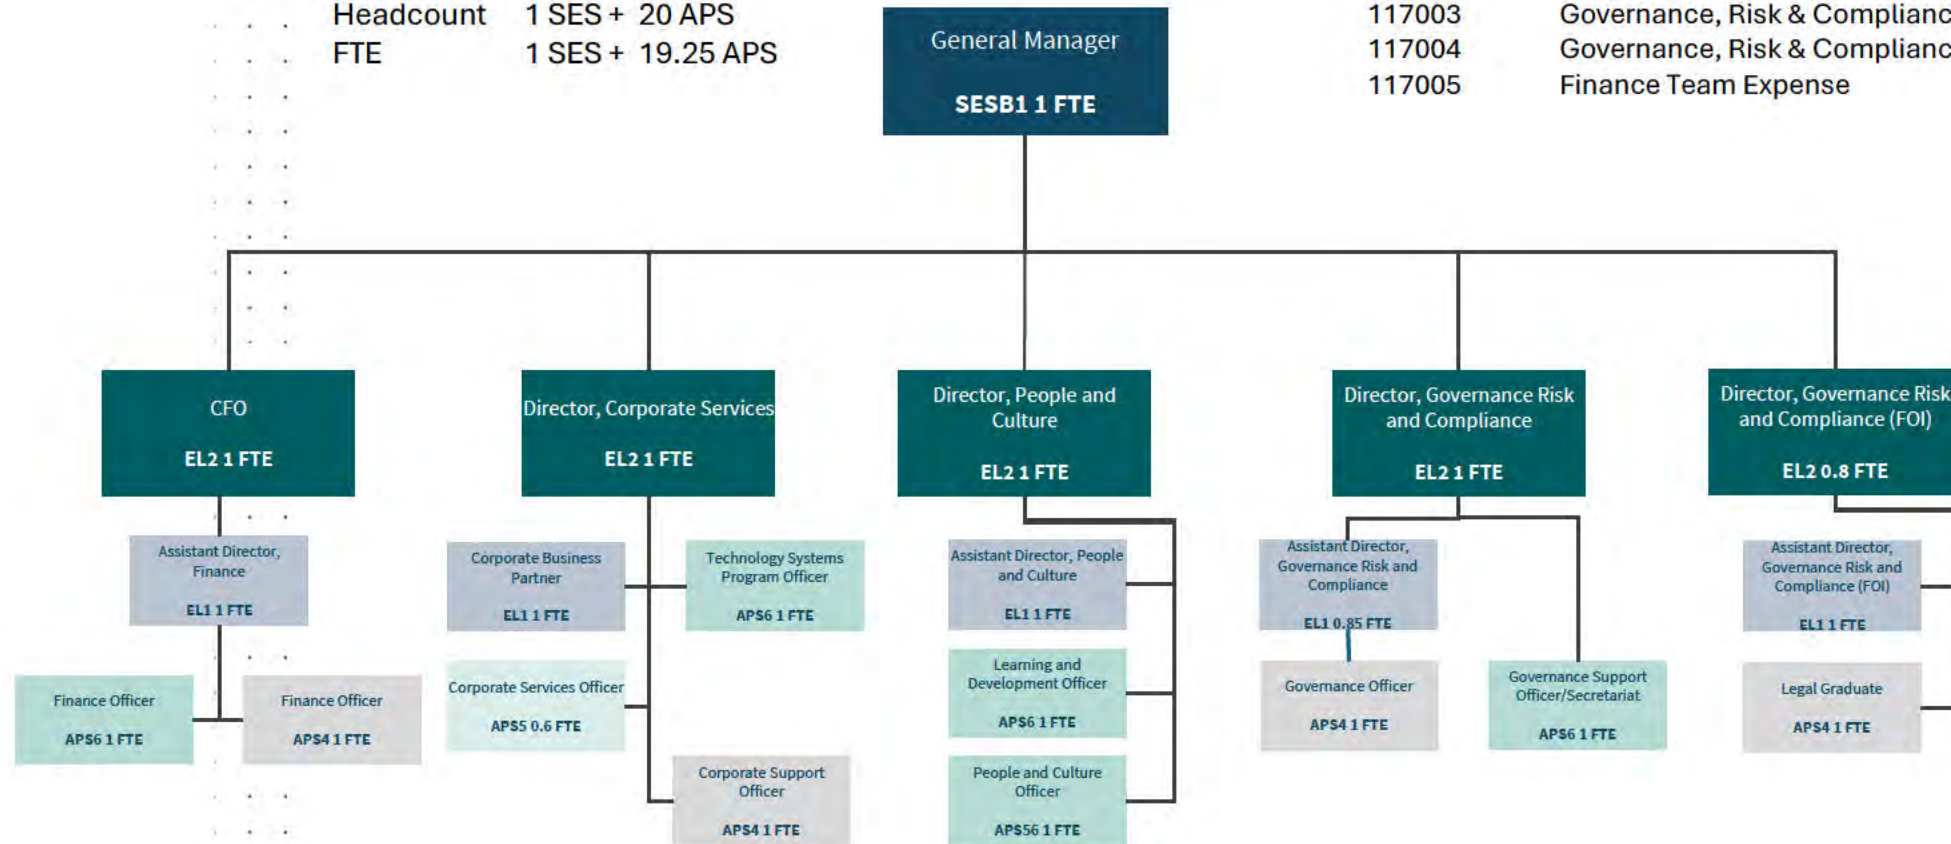 Headcount 1 SES + 20 APS
FTE 1 SES + 19.25 APS
General Manager
SESB1 1 FTE
117003 Governance, Risk & Complianc
117004 Governance, Risk & Complianc
117005 Finance Team Expense
CFO
EL2 1 FTE
Director, Corporate Services
EL2 1 FTE
Director, People and
Culture
EL2 1 FTE
Director, Governance Risk
and Compliance
EL2 1 FTE
Director, Governance Risk
and Compliance (FOI)
EL2 0.8 FTE
Assistant Director,
Finance
EL1 1 FTE
Finance Officer
APS6 1 FTE
Finance Officer
APS4 1 FTE
Corporate Business
Partner
EL1 1 FTE
Technology Systems
Program Officer
APS6 1 FTE
Corporate Services Officer
APS5 0.6 FTE
Corporate Support
Officer
APS4 1 FTE
Assistant Director, People
and Culture
EL1 1 FTE
Learning and
Development Officer
APS6 1 FTE
People and Culture
Officer
APS56 1 FTE
Assistant Director,
Governance Risk and
Compliance
EL1 0.85 FTE
Governance Officer
APS4 1 FTE
Governance Support
Officer/Secretariat
APS6 1 FTE
Assistant Director,
Governance Risk and
Compliance (FOI)
EL1 1 FTE
Legal Graduate
APS4 1 FTE